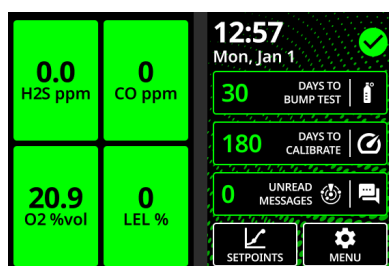 0.0
H2S ppm
0
CO ppm
20.9
O2 %vol
0
LEL %
12:57
Mon, Jan 1
30
DAYS TO
BUMP TEST
180
DAYS TO
CALIBRATE
0
UNREAD
MESSAGES
SETPOINTS
MENU